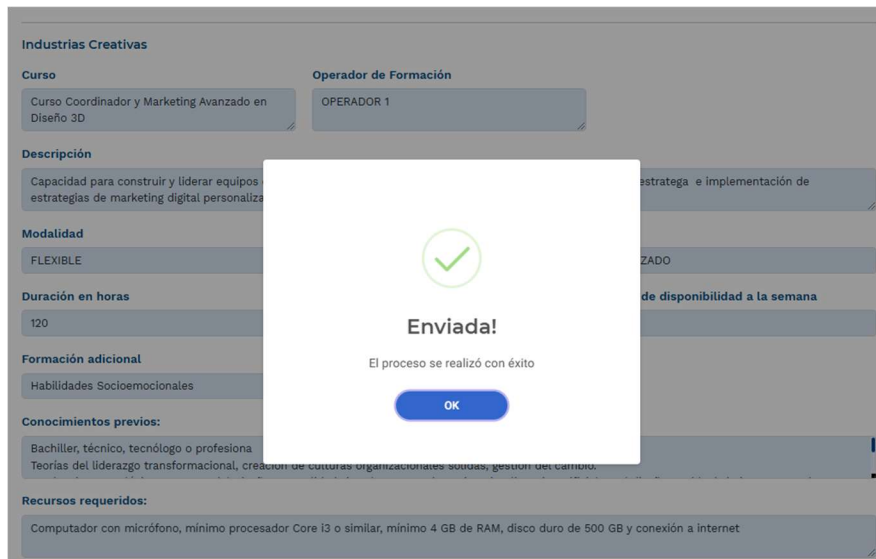 Industrias Creativas
Curso
Operador de Formación
Curso Coordinador y Marketing Avanzado en
Diseño 3D
OPERADOR 1
Descripción
Capacidad para construir y liderar equipos
estratega e implementación de
estrategias de marketing digital
Modalidad
FLEXIBLE
Duración en horas
de disponibilidad a la semana
120
Enviada!
Formación adicional
El proceso se realizó con éxito
Habilidades Socioemocionales
OK
Conocimientos previos:
Bachiller, técnico, tecnólogo o profesiona
Teorías del liderazgo transformacional, creación de culturas organizacionales sólidas, gestión del cambio.
Recursos requeridos:
Computador con micrófono, mínimo procesador Core i3 o similar, mínimo 4 GB de RAM, disco duro de 500 GB y conexión a internet